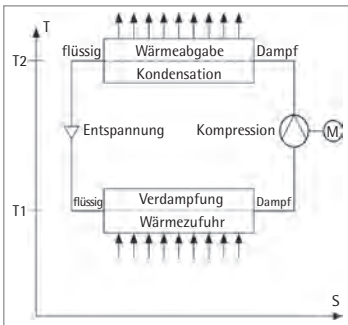 T
flüssig Wärmeabgabe Dampf
T2
Kondensation
Entspannung Kompression M
flüssig Verdampfung Dampf
T1
Wärmezufuhr
S